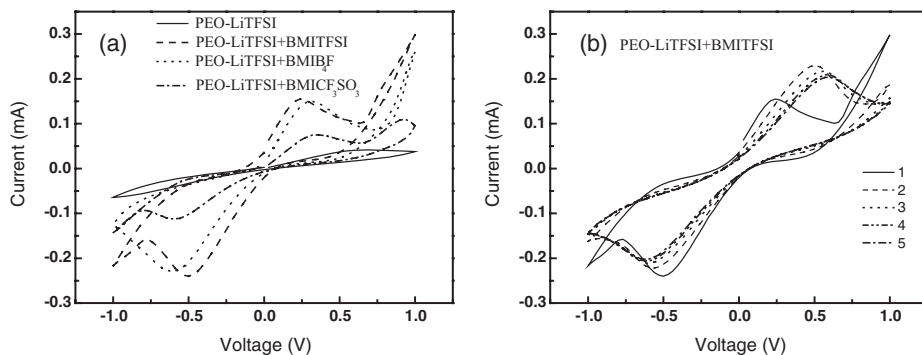 (a)
PEO-LiTFSI
PEO-LiTFSI+BMITFSI
PEO-LiTFSI+BMIBF4
PEO-LiTFSI+BMICF3SO3
0.3
0.2
0.1
0.0
-0.1
-0.2
-0.3
Current (mA)
-1.0 -0.5 0.0 0.5 1.0
Voltage (V)
(b) PEO-LiTFSI+BMITFSI
0.3
0.2
0.1
0.0
-0.1
-0.2
-0.3
Current (mA)
1
2
3
4
5
-1.0 -0.5 0.0 0.5 1.0
Voltage (V)